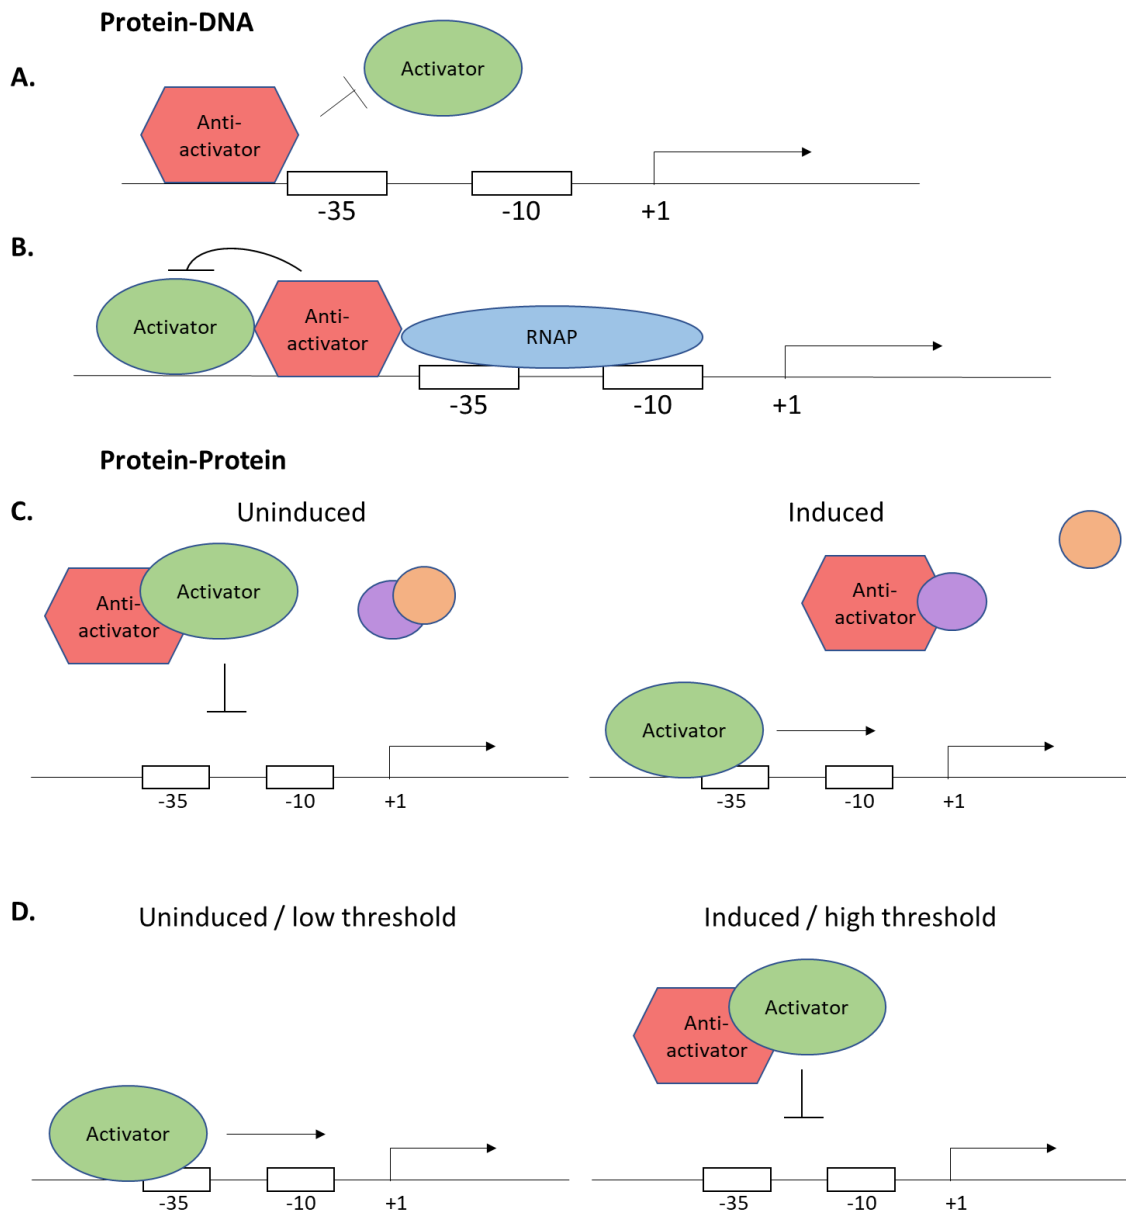 Protein-DNA
A.
Activator
Anti-
activator
-35
-10
+1
B.
Activator
Anti-
activator
RNAP
-35
-10
+1
Protein-Protein
C.
Uninduced
Induced
Anti-
activator
Activator
Anti-
activator
Activator
-35
-10
+1
-35
-10
+1
D.
Uninduced / low threshold
Induced / high threshold
Anti-
activator
Activator
Activator
-35
-10
+1
-35
-10
+1